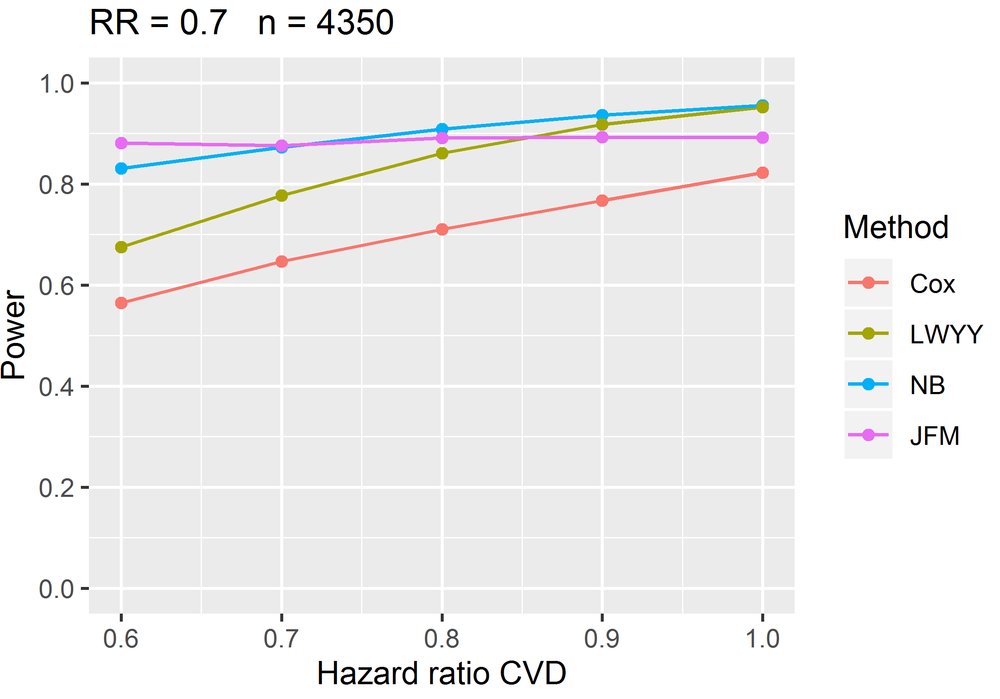 RR = 0.7   n = 4350
1.0
0.8
0.6
0.4
0.2
0.0
Power
0.6 0.7 0.8 0.9 1.0
Hazard ratio CVD
Method
Cox
LWYY
NB
JFM